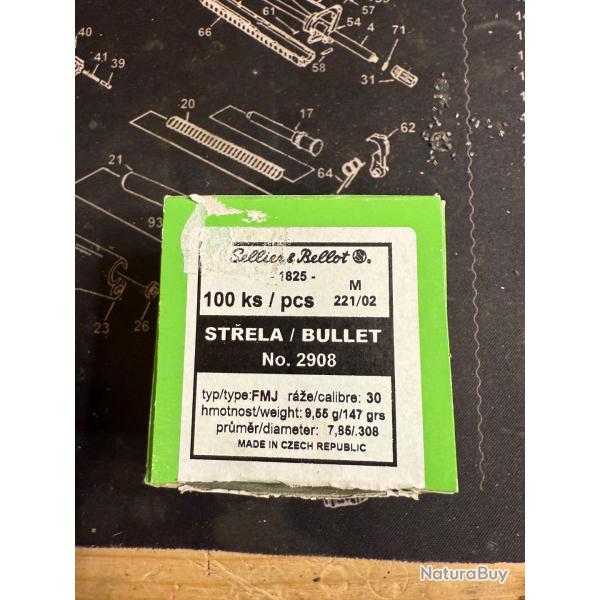 57
54
4
71
66
58
31
40
41
39
20
17
62
64
21
93
23
26
Sellier & Bellot S&B.
- 1825 -
100 ks / pcs
M
221/02
STŘELA / BULLET
No. 2908
typ/type:FMJ ráže/calibre: 30
hmotnost/weight: 9,55 g/147 grs
průměr/diameter: 7,85/.308
MADE IN CZECH REPUBLIC
NaturaBuy